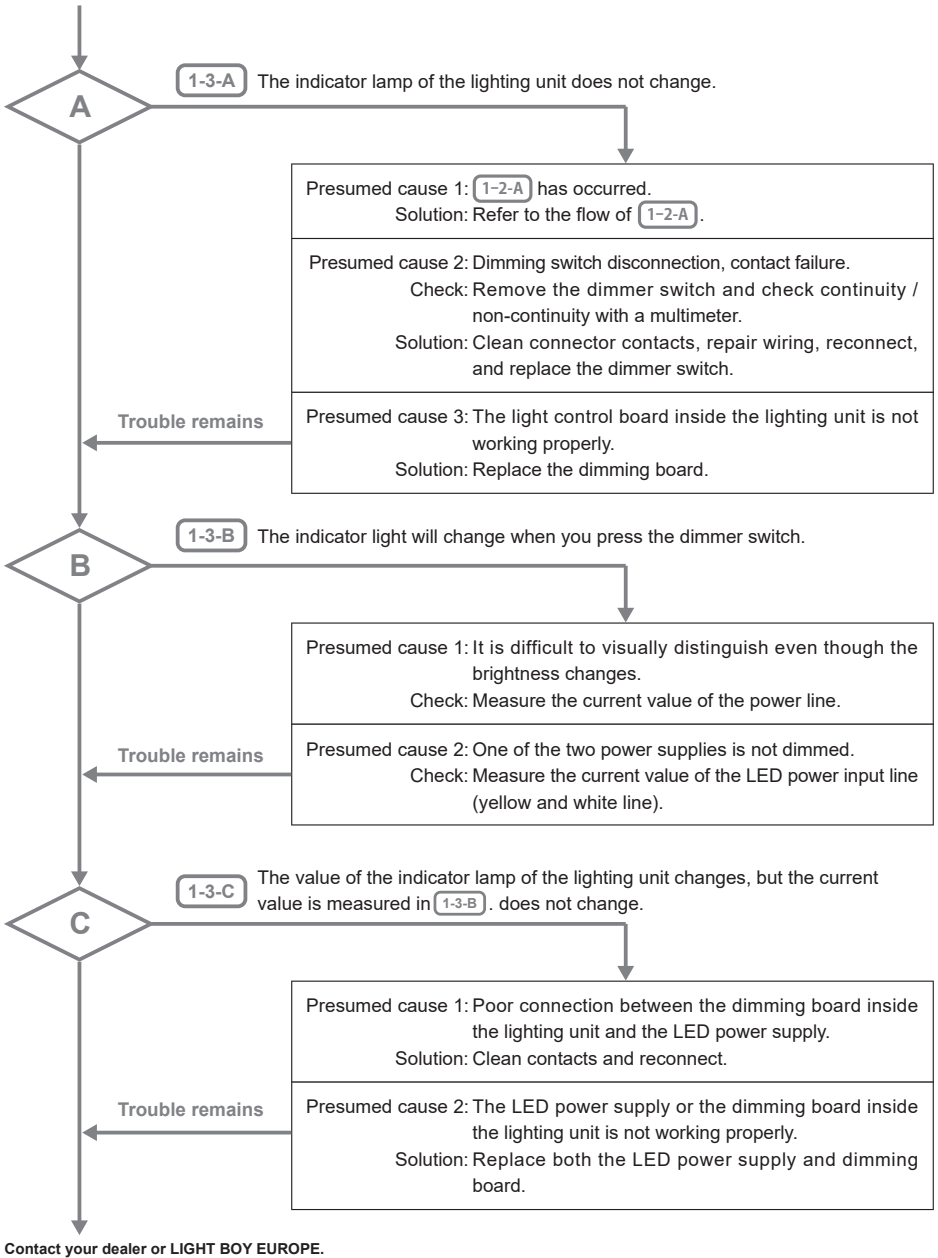 A
1-3-A The indicator lamp of the lighting unit does not change.
Presumed cause 1: 1-2-A has occurred.
Solution: Refer to the flow of 1-2-A .
Presumed cause 2: Dimming switch disconnection, contact failure.
Check: Remove the dimmer switch and check continuity /
non-continuity with a multimeter.
Solution: Clean connector contacts, repair wiring, reconnect,
and replace the dimmer switch.
Trouble remains
Presumed cause 3: The light control board inside the lighting unit is not
working properly.
Solution: Replace the dimming board.
B
1-3-B The indicator light will change when you press the dimmer switch.
Presumed cause 1: It is difficult to visually distinguish even though the
brightness changes.
Check: Measure the current value of the power line.
Trouble remains
Presumed cause 2: One of the two power supplies is not dimmed.
Check: Measure the current value of the LED power input line
(yellow and white line).
C
1-3-C The value of the indicator lamp of the lighting unit changes, but the current
value is measured in 1-3-B . does not change.
Presumed cause 1: Poor connection between the dimming board inside
the lighting unit and the LED power supply.
Solution: Clean contacts and reconnect.
Trouble remains
Presumed cause 2: The LED power supply or the dimming board inside
the lighting unit is not working properly.
Solution: Replace both the LED power supply and dimming
board.
Contact your dealer or LIGHT BOY EUROPE.